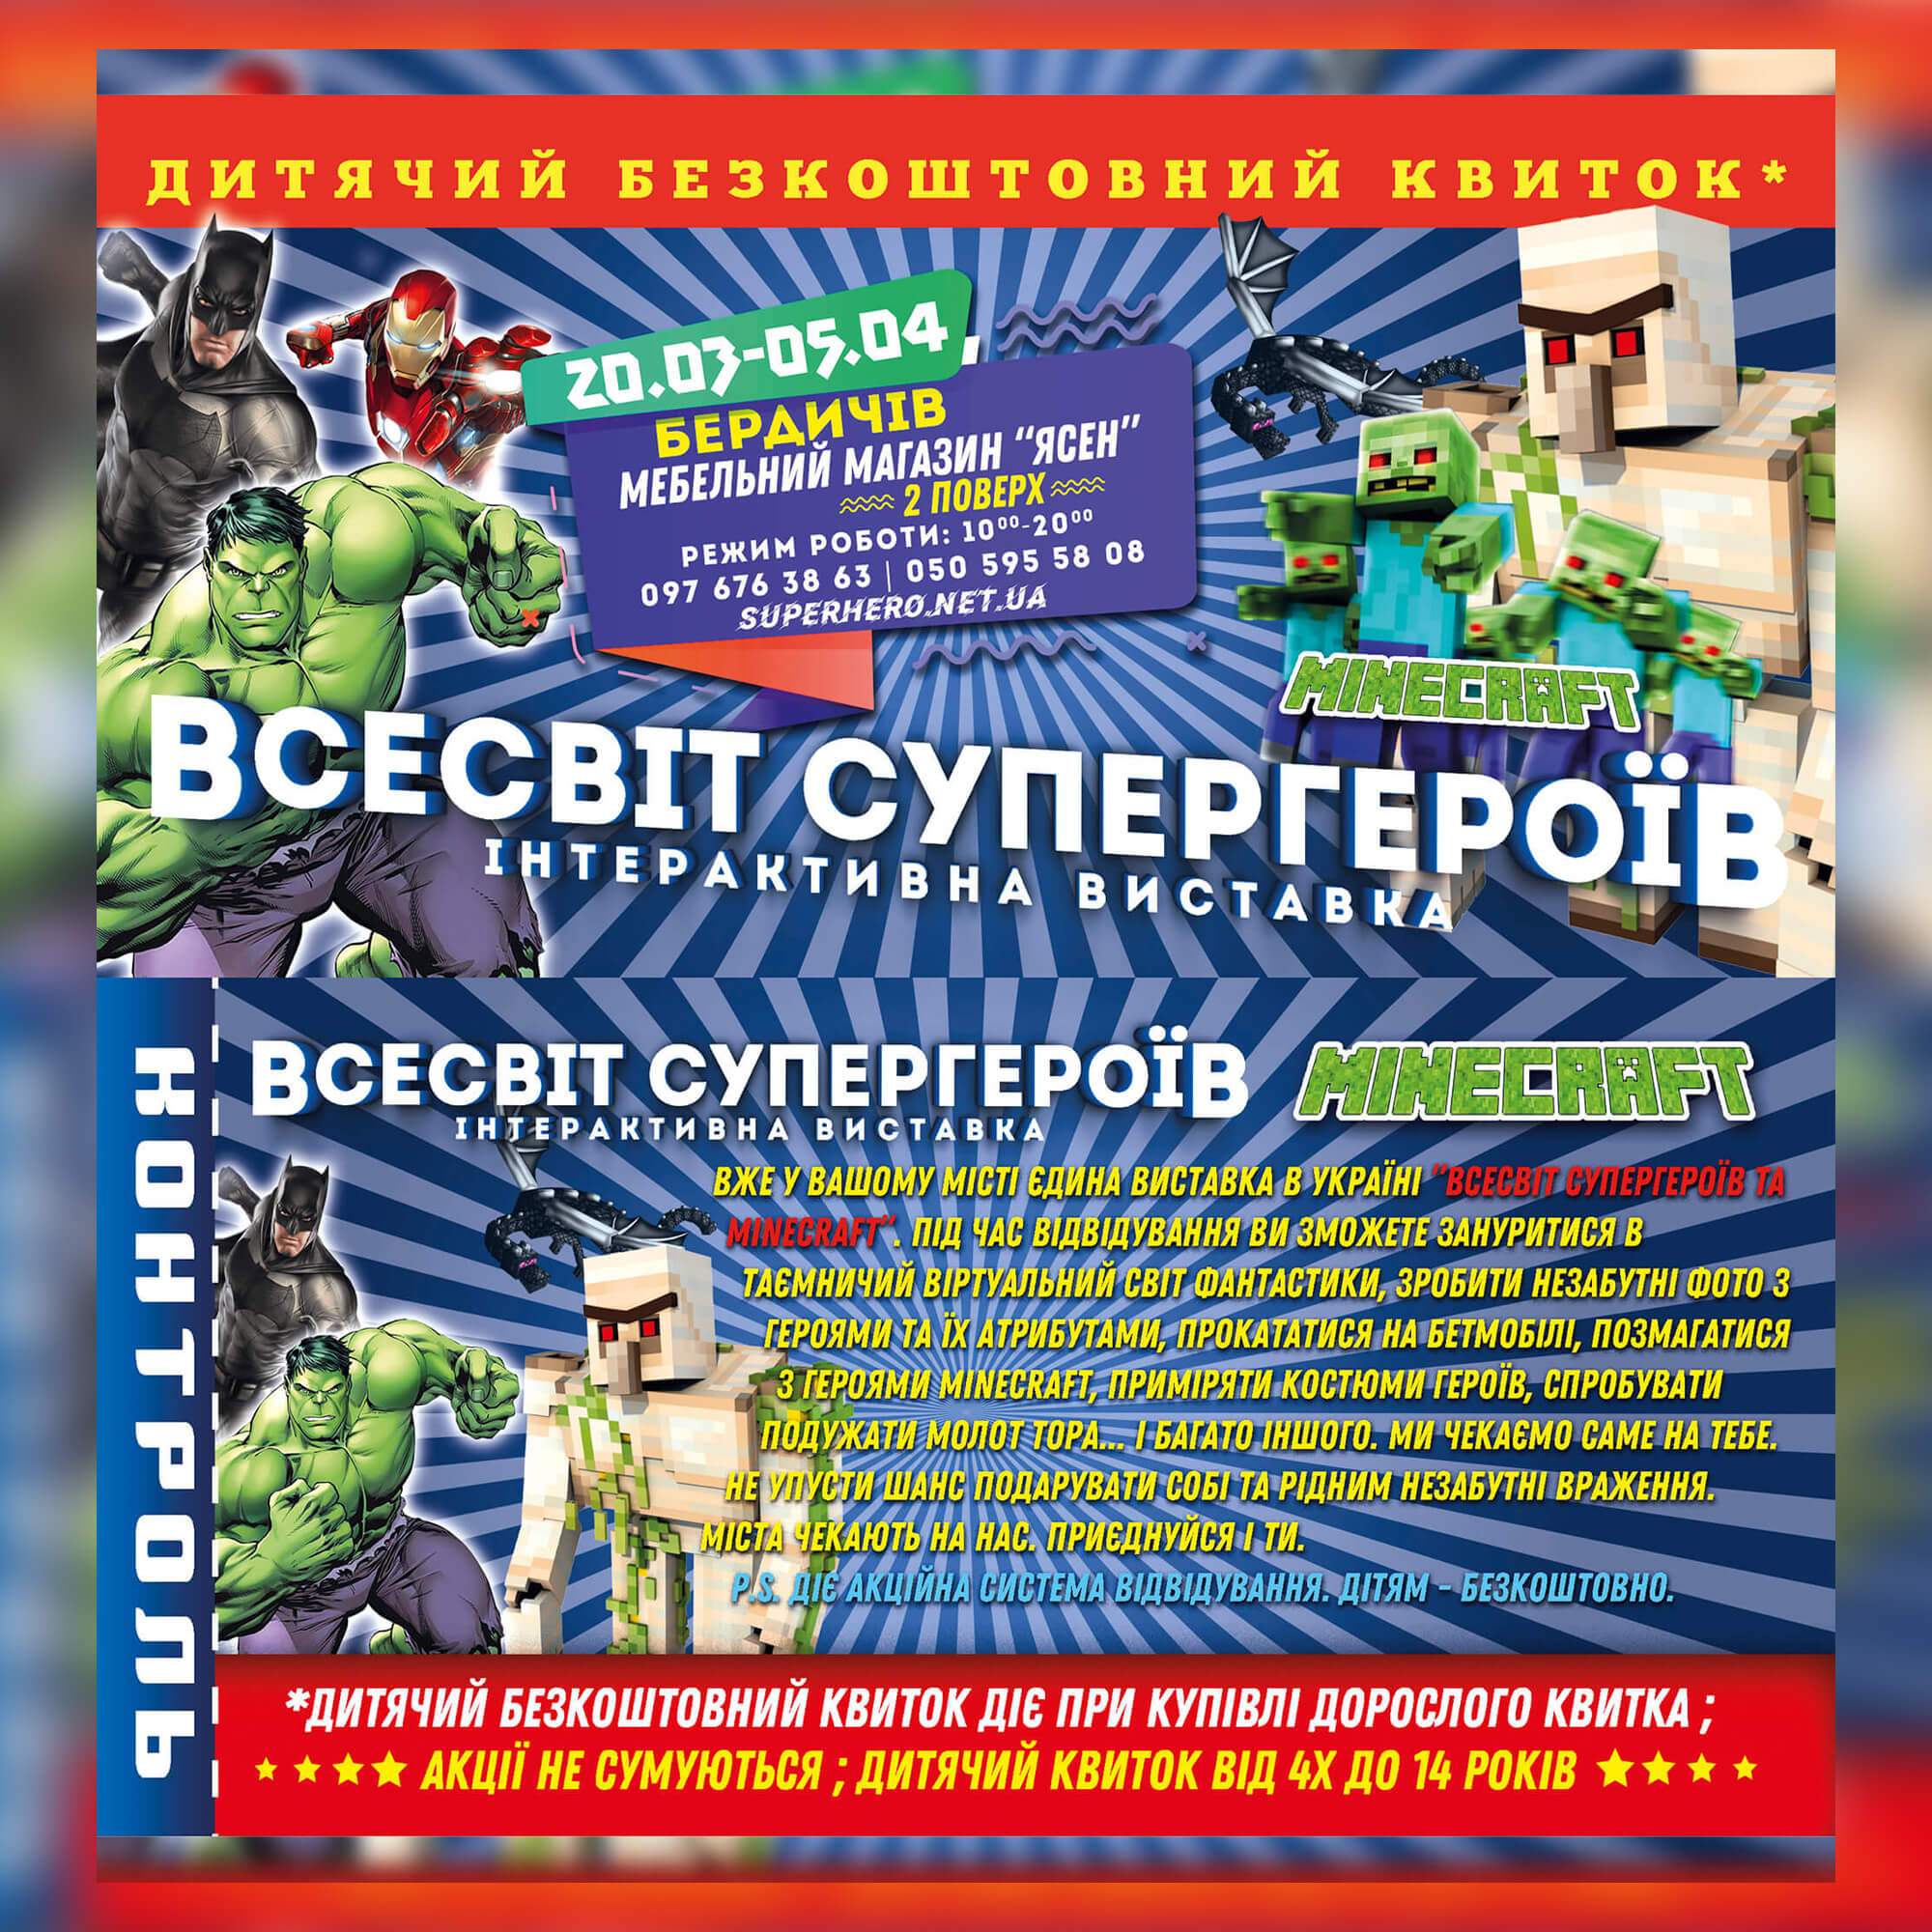 ДИТЯЧИЙ БЕЗКОШТОВНИЙ КВИТОК*
20.03-05.04,
БЕРДИЧІВ
МЕБЕЛЬНИЙ МАГАЗИН "ЯСЕН"
2 ПОВЕРХ
РЕЖИМ РОБОТИ: 10⁰⁰-20⁰⁰
097 676 38 63 | 050 595 58 08
SUPERHERO.NET.UA
MINECRAFT
ВСЕСВІТ СУПЕРГЕРОЇВ
ІНТЕРАКТИВНА ВИСТАВКА
КОНТРОЛЬ
ВСЕСВІТ СУПЕРГЕРОЇВ
ІНТЕРАКТИВНА ВИСТАВКА
MINECRAFT
ВЖЕ У ВАШОМУ МІСТІ ЄДИНА ВИСТАВКА В УКРАЇНІ "ВСЕСВІТ СУПЕРГЕРОЇВ ТА
MINECRAFT". ПІД ЧАС ВІДВІДУВАННЯ ВИ ЗМОЖЕТЕ ЗАНУРИТИСЯ В
ТАЄМНИЧИЙ ВІРТУАЛЬНИЙ СВІТ ФАНТАСТИКИ, ЗРОБИТИ НЕЗАБУТНІ ФОТО З
ГЕРОЯМИ ТА ЇХ АТРИБУТАМИ, ПРОКАТАТИСЯ НА БЕТМОБІЛІ, ПОЗМАГАТИСЯ
З ГЕРОЯМИ MINECRAFT, ПРИМІРЯТИ КОСТЮМИ ГЕРОЇВ, СПРОБУВАТИ
ПОДУЖАТИ МОЛОТ ТОРА... І БАГАТО ІНШОГО. МИ ЧЕКАЄМО САМЕ НА ТЕБЕ.
НЕ УПУСТИ ШАНС ПОДАРУВАТИ СОБІ ТА РІДНИМ НЕЗАБУТНІ ВРАЖЕННЯ.
МІСТА ЧЕКАЮТЬ НА НАС. ПРИЄДНУЙСЯ І ТИ.
P.S. ДІЄ АКЦІЙНА СИСТЕМА ВІДВІДУВАННЯ. ДІТЯМ - БЕЗКОШТОВНО.
*ДИТЯЧИЙ БЕЗКОШТОВНИЙ КВИТОК ДІЄ ПРИ КУПІВЛІ ДОРОСЛОГО КВИТКА ;
АКЦІЇ НЕ СУМУЮТЬСЯ ; ДИТЯЧИЙ КВИТОК ВІД 4Х ДО 14 РОКІВ